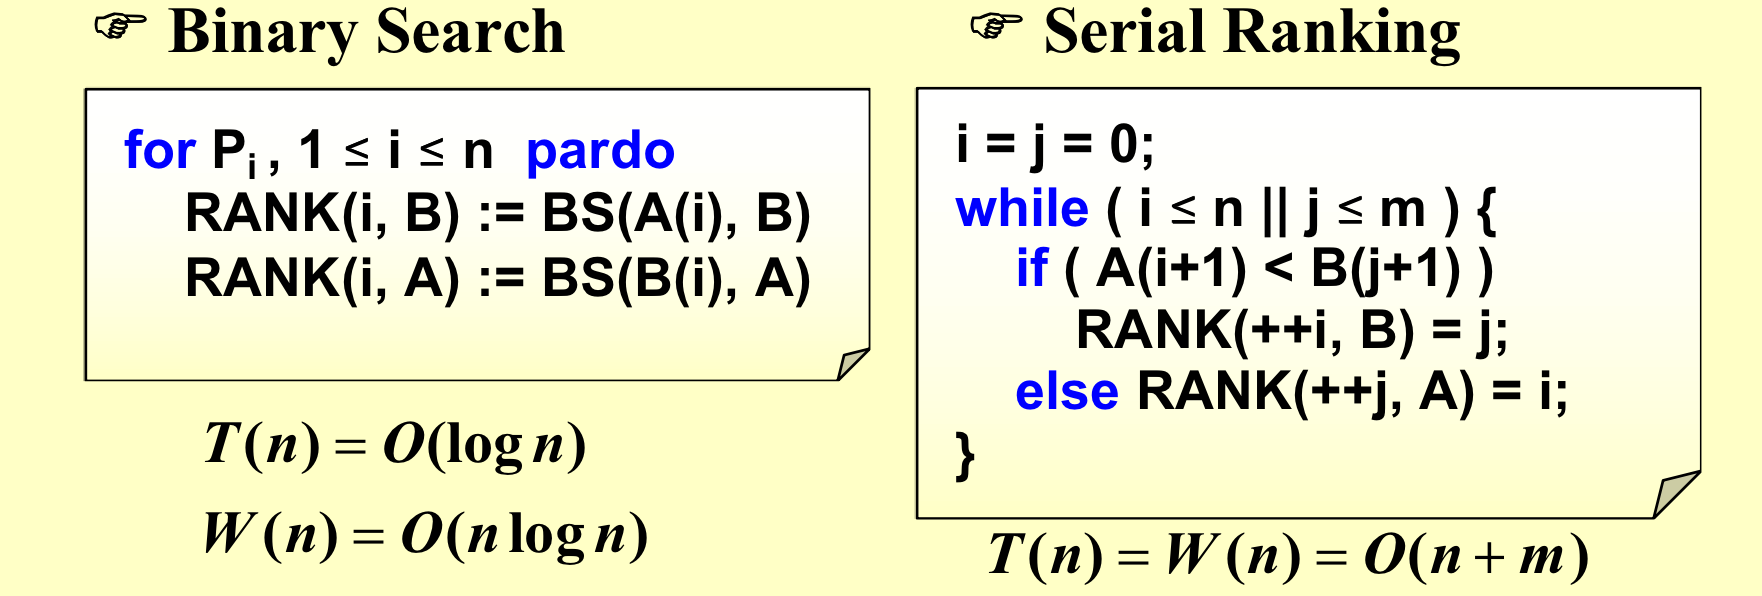 ☞ Binary Search
for Pi , 1 ≤ i ≤ n pardo
RANK(i, B) := BS(A(i), B)
RANK(i, A) := BS(B(i), A)
T(n) = O(log n)
W(n) = O(n log n)
☞ Serial Ranking
i = j = 0;
while ( i ≤ n || j ≤ m ) {
if ( A(i+1) < B(j+1) )
RANK(++i, B) = j;
else RANK(++j, A) = i;
}
T(n) = W(n) = O(n + m)